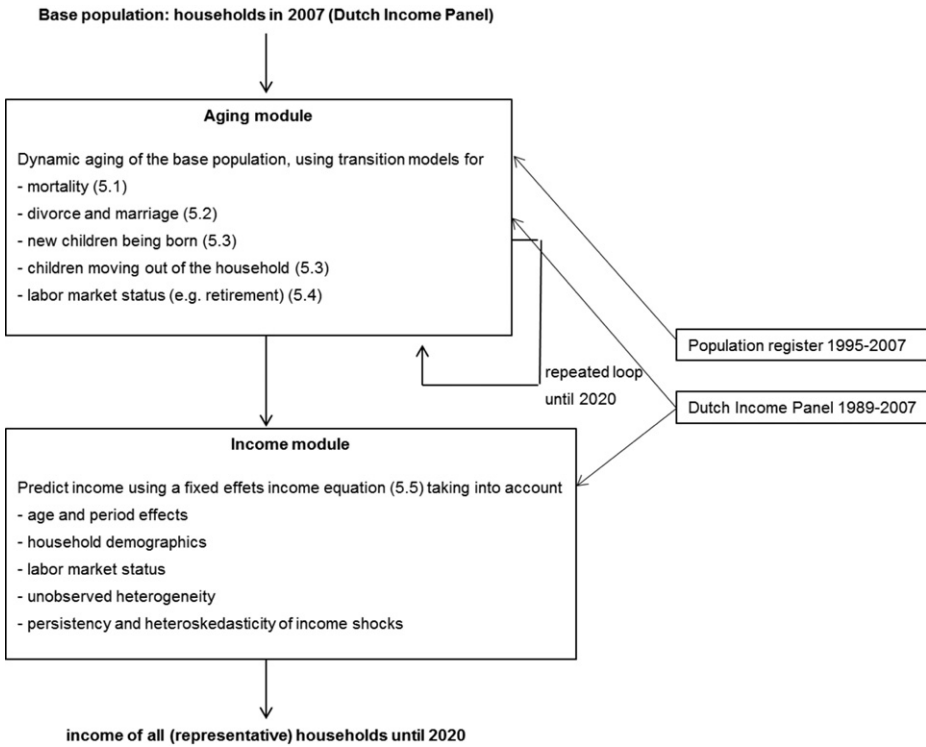 Base population: households in 2007 (Dutch Income Panel)
Aging module
Dynamic aging of the base population, using transition models for
- mortality (5.1)
- divorce and marriage (5.2)
- new children being born (5.3)
- children moving out of the household (5.3)
- labor market status (e.g. retirement) (5.4)
repeated loop
until 2020
Population register 1995-2007
Dutch Income Panel 1989-2007
Income module
Predict income using a fixed effets income equation (5.5) taking into account
- age and period effects
- household demographics
- labor market status
- unobserved heterogeneity
- persistency and heteroskedasticity of income shocks
income of all (representative) households until 2020